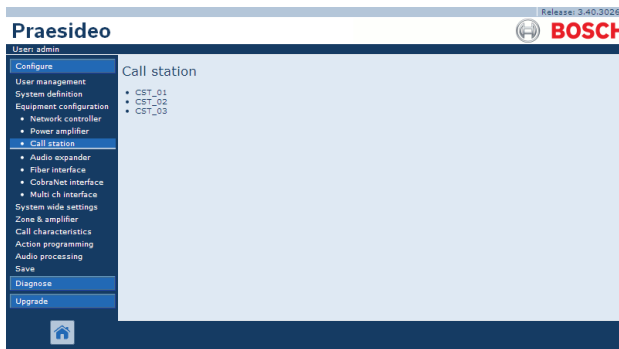 Release: 3.40.3026
Praesideo
BOSCH
User: admin
Configure
User management
System definition
Equipment configuration
• Network controller
• Power amplifier
• Call station
• Audio expander
• Fiber interface
• CobraNet interface
• Multi ch interface
System wide settings
Zone & amplifier
Call characteristics
Action programming
Audio processing
Save
Diagnose
Upgrade
Call station
• CST_01
• CST_02
• CST_03